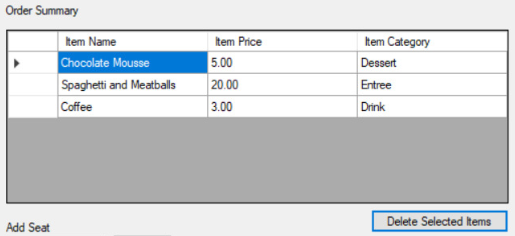 Order Summary
Item Name Item Price Item Category
Chocolate Mousse 5.00 Dessert
Spaghetti and Meatballs 20.00 Entree
Coffee 3.00 Drink
Delete Selected Items
Add Seat